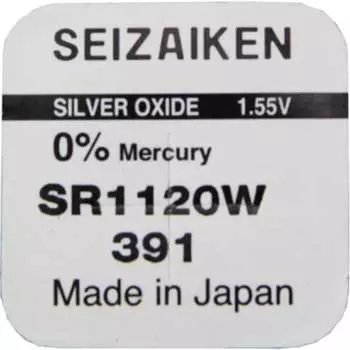 SEIZAIKEN
SILVER OXIDE 1.55V
0% Mercury
SR1120W
391
Made in Japan